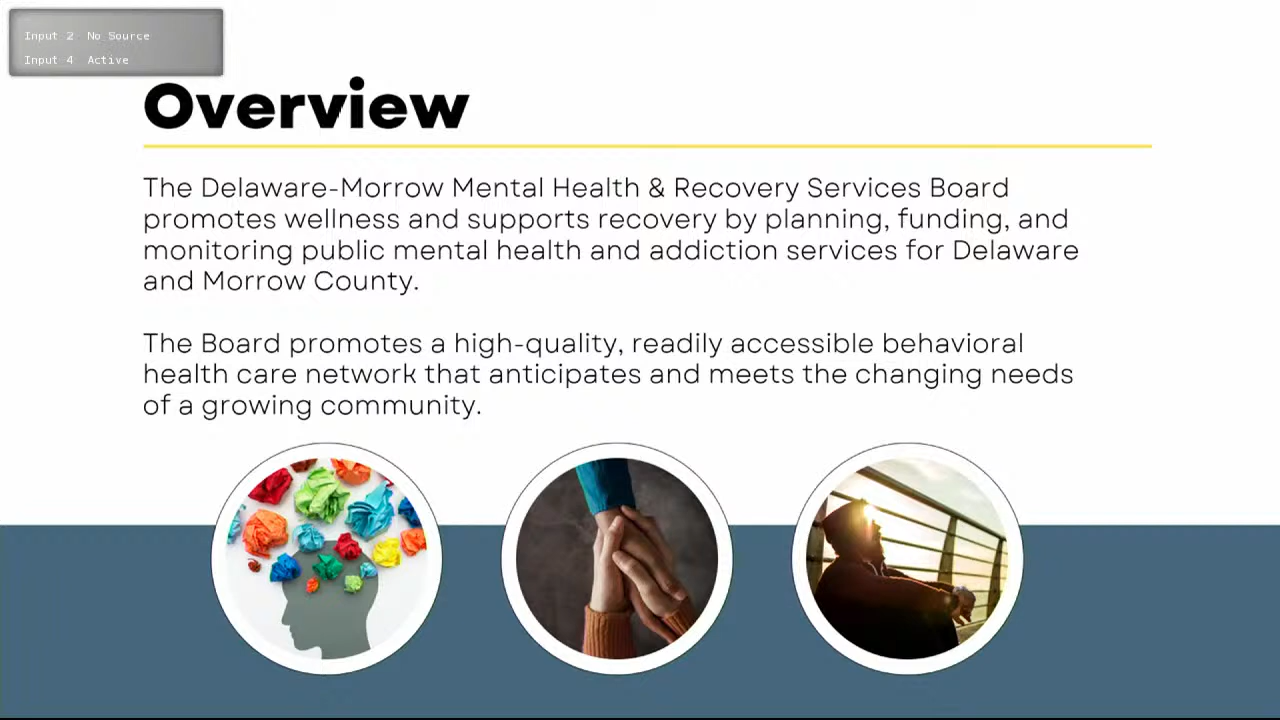 Input 2 No Source
Input 4 Active
Overview
The Delaware-Morrow Mental Health & Recovery Services Board
promotes wellness and supports recovery by planning, funding, and
monitoring public mental health and addiction services for Delaware
and Morrow County.
The Board promotes a high-quality, readily accessible behavioral
health care network that anticipates and meets the changing needs
of a growing community.